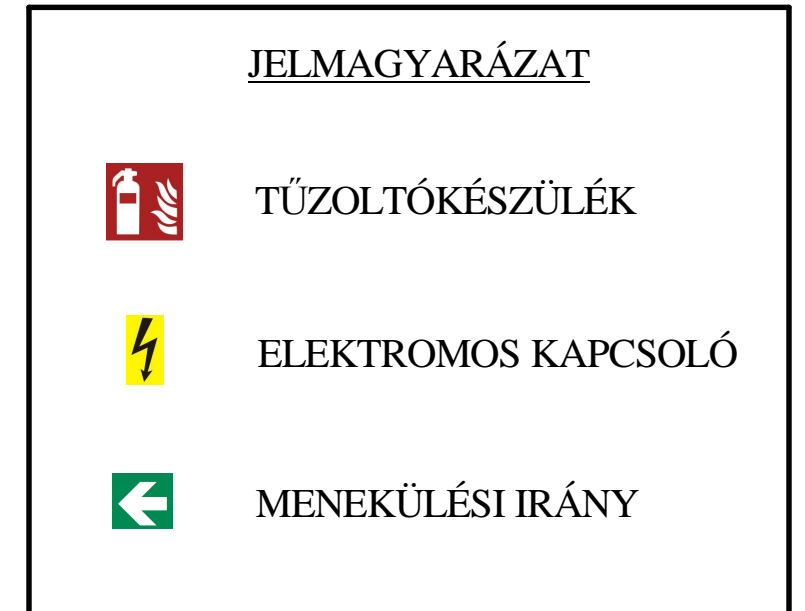 JELMAGYARÁZAT
TŰZOLTÓKÉSZÜLÉK
ELEKTROMOS KAPCSOLÓ
MENEKÜLÉSI IRÁNY